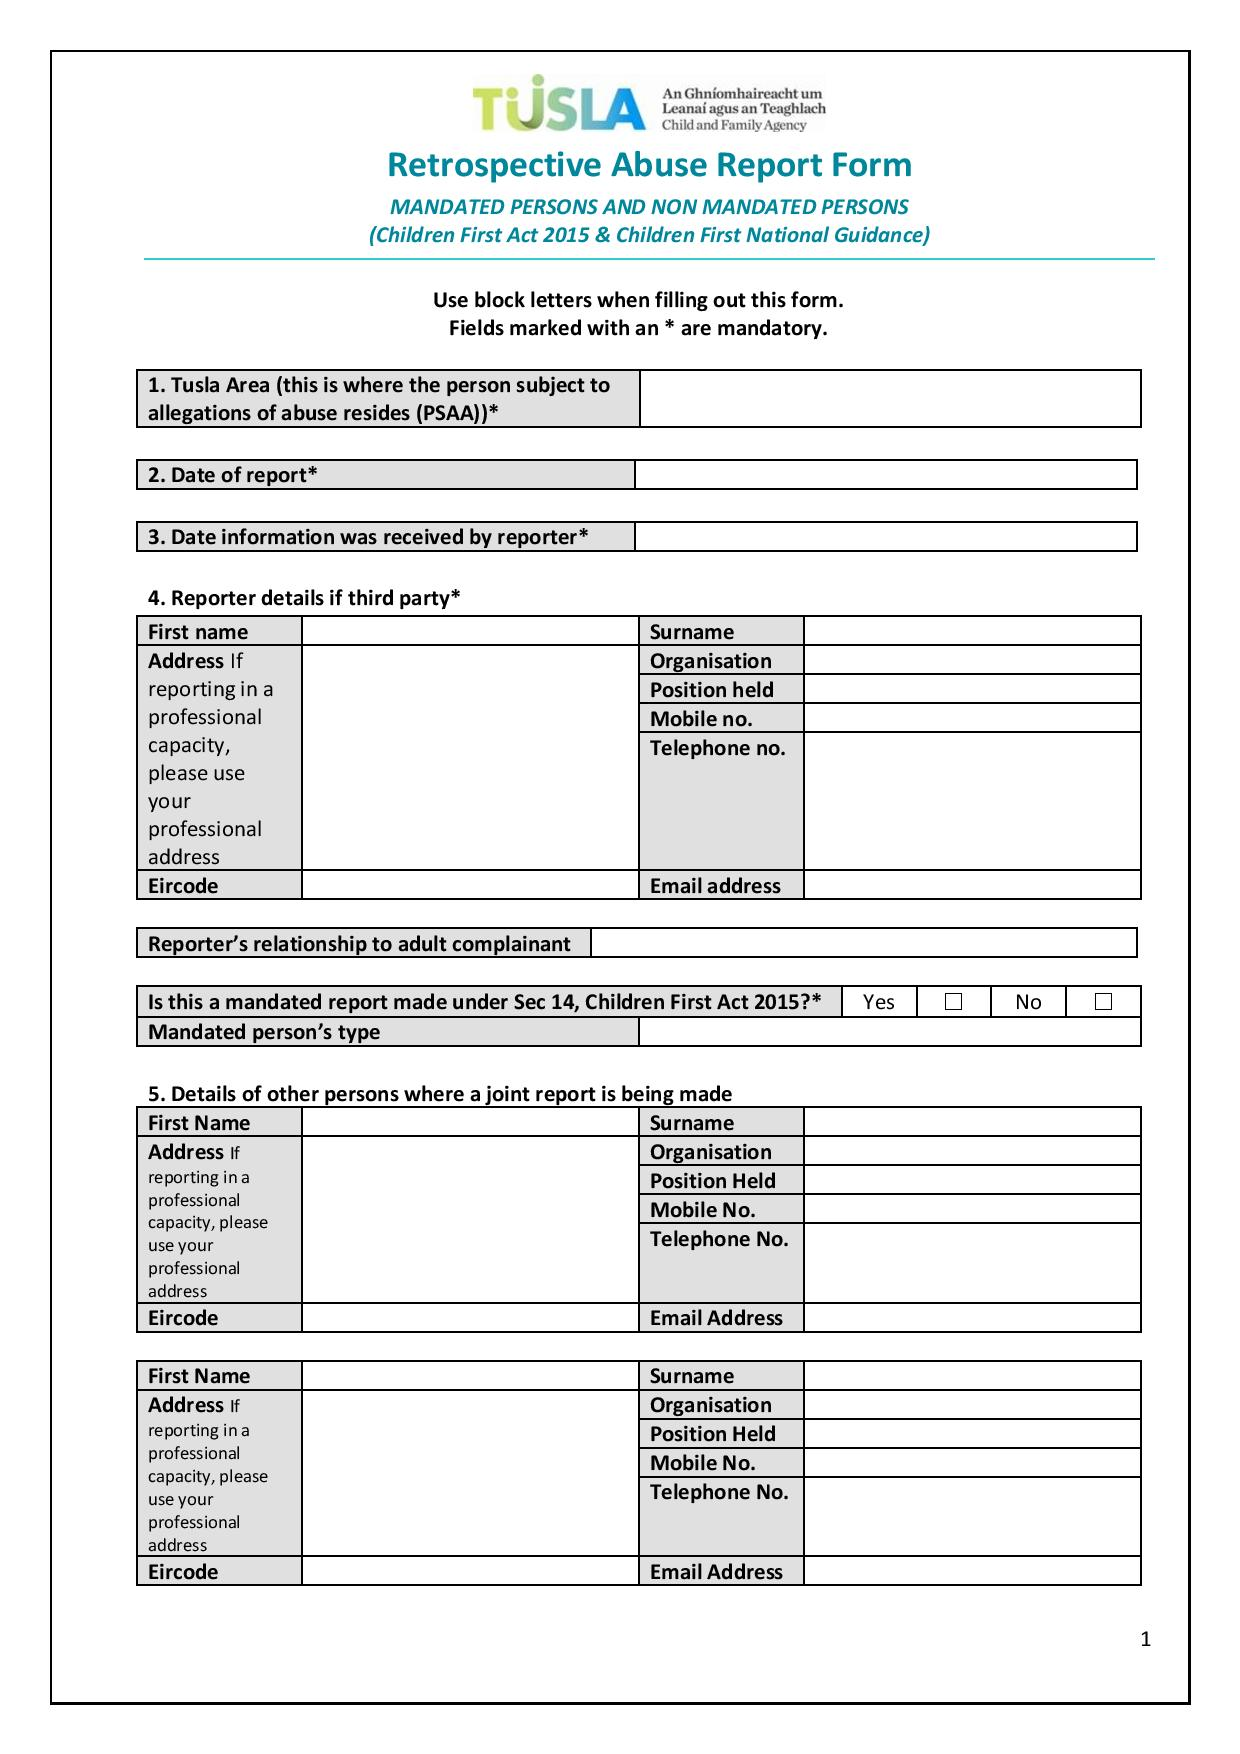 TUSLA
An Ghníomhaireacht um
Leanaí agus an Teaghlach
Child and Family Agency
Retrospective Abuse Report Form
MANDATED PERSONS AND NON MANDATED PERSONS
(Children First Act 2015 & Children First National Guidance)
Use block letters when filling out this form.
Fields marked with an * are mandatory.
1. Tusla Area (this is where the person subject to
allegations of abuse resides (PSAA))*
2. Date of report*
3. Date information was received by reporter*
4. Reporter details if third party*
First name Surname
Address If
reporting in a
professional
capacity,
please use
your
professional
address
Organisation
Position held
Mobile no.
Telephone no.
Eircode Email address
Reporter’s relationship to adult complainant
Is this a mandated report made under Sec 14, Children First Act 2015?* Yes ☐ No ☐
Mandated person’s type
5. Details of other persons where a joint report is being made
First Name Surname
Address If
reporting in a
professional
capacity, please
use your
professional
address
Organisation
Position Held
Mobile No.
Telephone No.
Eircode Email Address
First Name Surname
Address If
reporting in a
professional
capacity, please
use your
professional
address
Organisation
Position Held
Mobile No.
Telephone No.
Eircode Email Address
1